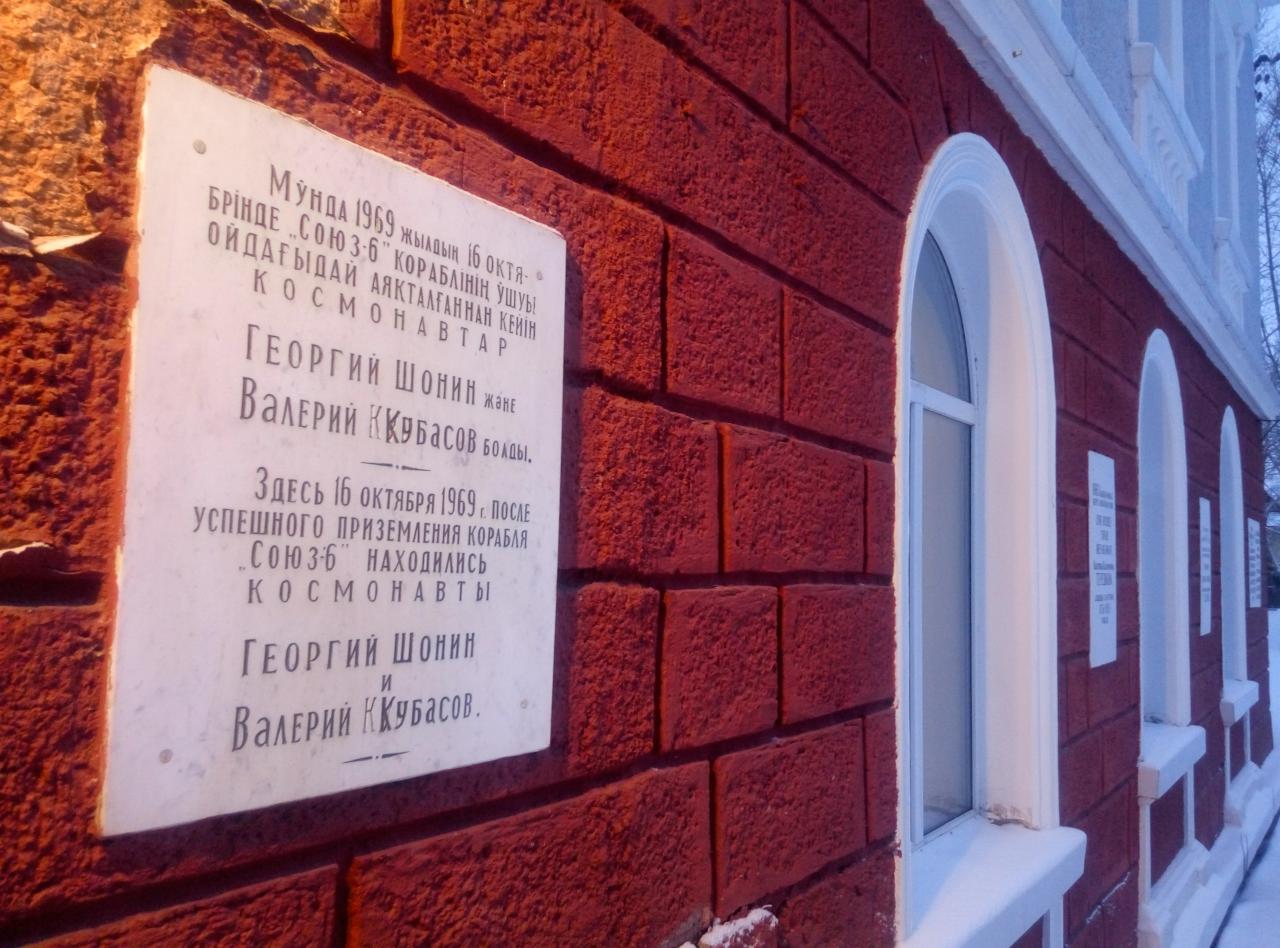 Мұнда 1969 жылдың 16 октя-
брінде „Союз-6" кораблінің ұшуы
ойдағыдай аяқталғаннан кейін
космонавтар
Георгий Шонин және
Валерий ККубасов болды.
Здесь 16 октября 1969 г. после
успешного приземления корабля
„Союз-6" находились
космонавты
Георгий Шонин
и
Валерий ККубасов.